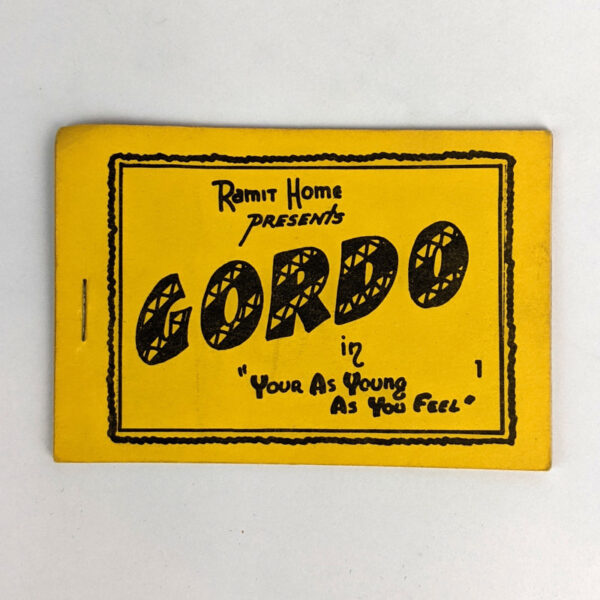 Ramit Home
PRESENTS
GORDO
in
"Your As Young
As You Feel"
1